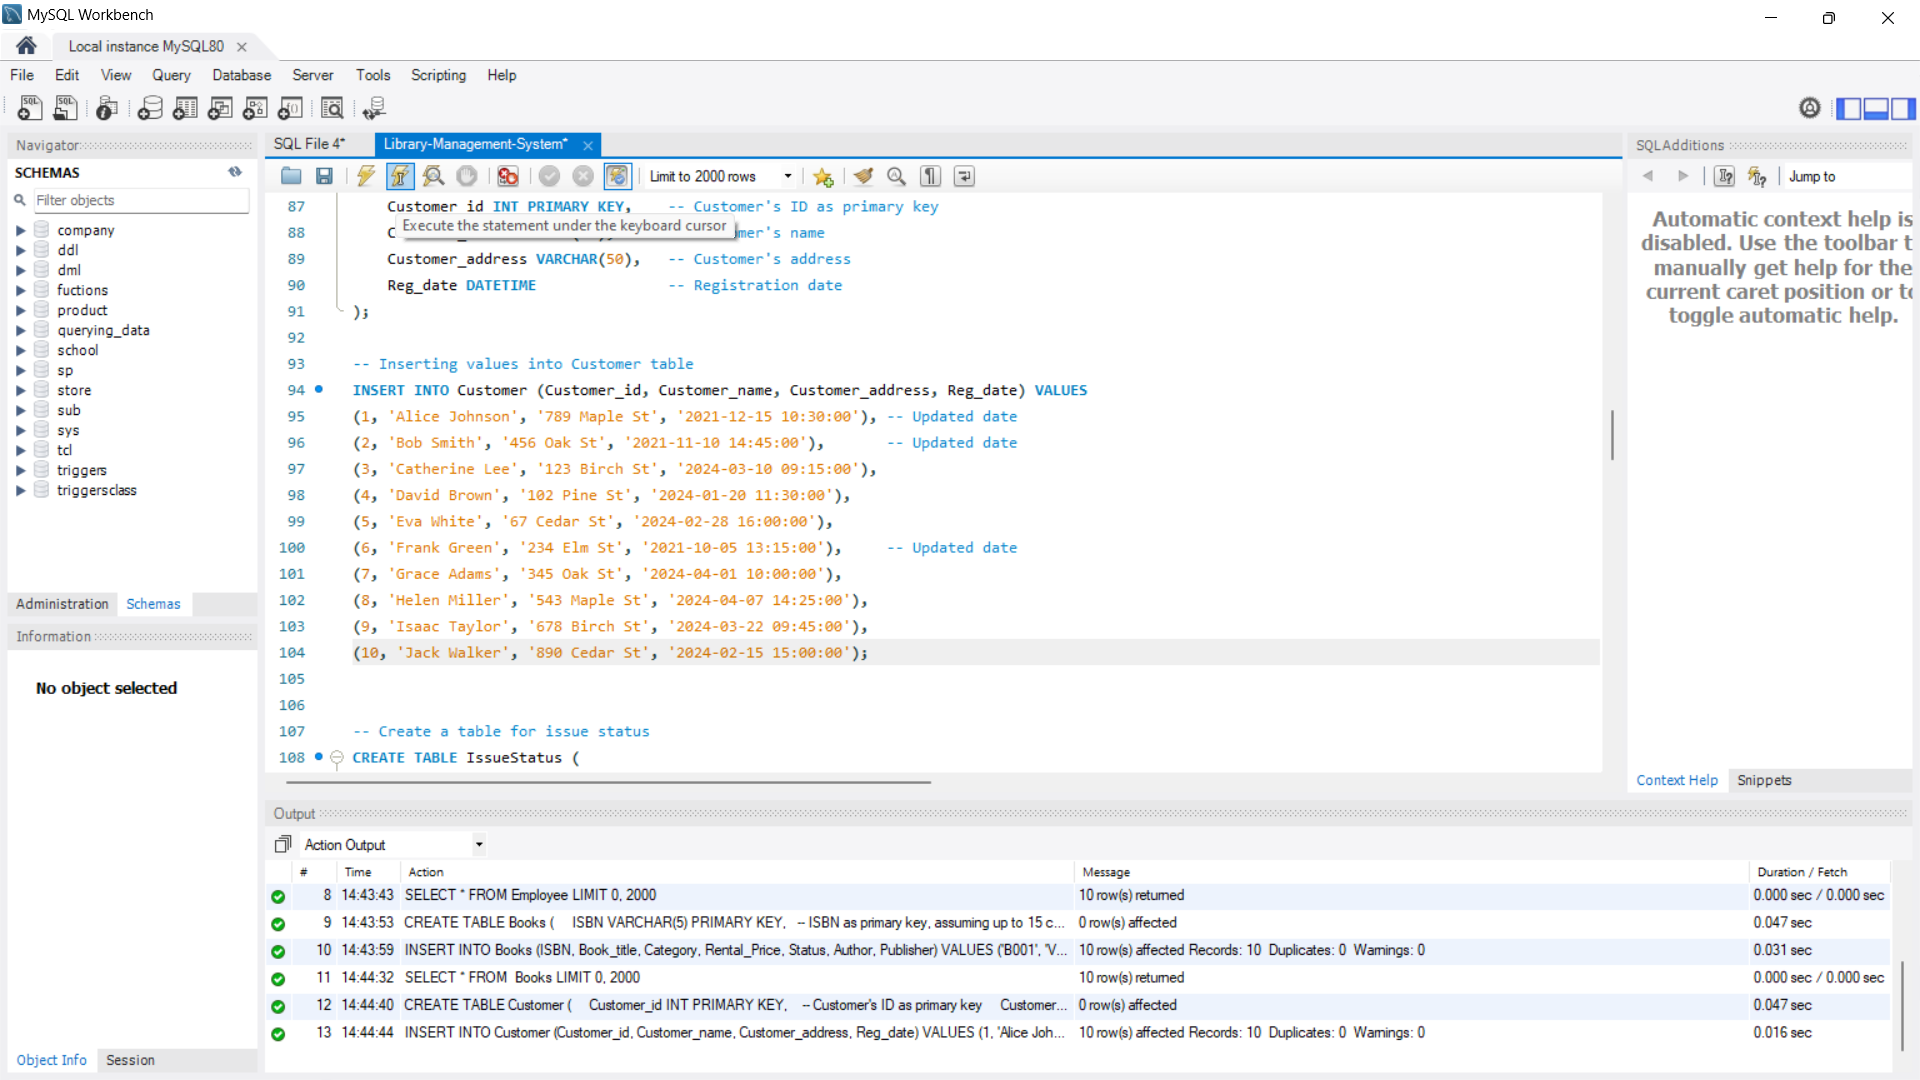 MySQL Workbench
Local instance MySQL80
File Edit View Query Database Server Tools Scripting Help
Navigator
SCHEMAS
Filter objects
company
ddl
dml
fuctions
product
querying_data
school
sp
store
sub
sys
tcl
triggers
triggersclass
Administration Schemas
Information
No object selected
Object Info Session
SQL File 4* Library-Management-System*
Limit to 2000 rows
87 Customer_id INT PRIMARY KEY, -- Customer's ID as primary key
Execute the statement under the keyboard cursor
88 mer's name
89 Customer_address VARCHAR(50), -- Customer's address
90 Reg_date DATETIME -- Registration date
91 );
92
93 -- Inserting values into Customer table
94 INSERT INTO Customer (Customer_id, Customer_name, Customer_address, Reg_date) VALUES
95 (1, 'Alice Johnson', '789 Maple St', '2021-12-15 10:30:00'), -- Updated date
96 (2, 'Bob Smith', '456 Oak St', '2021-11-10 14:45:00'), -- Updated date
97 (3, 'Catherine Lee', '123 Birch St', '2024-03-10 09:15:00'),
98 (4, 'David Brown', '102 Pine St', '2024-01-20 11:30:00'),
99 (5, 'Eva White', '67 Cedar St', '2024-02-28 16:00:00'),
100 (6, 'Frank Green', '234 Elm St', '2021-10-05 13:15:00'), -- Updated date
101 (7, 'Grace Adams', '345 Oak St', '2024-04-01 10:00:00'),
102 (8, 'Helen Miller', '543 Maple St', '2024-04-07 14:25:00'),
103 (9, 'Isaac Taylor', '678 Birch St', '2024-03-22 09:45:00'),
104 (10, 'Jack Walker', '890 Cedar St', '2024-02-15 15:00:00');
105
106
107 -- Create a table for issue status
108 CREATE TABLE IssueStatus (
SQLAdditions
Jump to
Automatic context help is
disabled. Use the toolbar t
manually get help for the
current caret position or to
toggle automatic help.
Context Help Snippets
Output
Action Output
# Time Action Message Duration / Fetch
8 14:43:43 SELECT * FROM Employee LIMIT 0, 2000 10 row(s) returned 0.000 sec / 0.000 sec
9 14:43:53 CREATE TABLE Books ( ISBN VARCHAR(5) PRIMARY KEY, -- ISBN as primary key, assuming up to 15 c... 0 row(s) affected 0.047 sec
10 14:43:59 INSERT INTO Books (ISBN, Book_title, Category, Rental_Price, Status, Author, Publisher) VALUES ('B001', 'V... 10 row(s) affected Records: 10 Duplicates: 0 Warnings: 0 0.031 sec
11 14:44:32 SELECT * FROM Books LIMIT 0, 2000 10 row(s) returned 0.000 sec / 0.000 sec
12 14:44:40 CREATE TABLE Customer ( Customer_id INT PRIMARY KEY, -- Customer's ID as primary key Customer... 0 row(s) affected 0.047 sec
13 14:44:44 INSERT INTO Customer (Customer_id, Customer_name, Customer_address, Reg_date) VALUES (1, 'Alice Joh... 10 row(s) affected Records: 10 Duplicates: 0 Warnings: 0 0.016 sec